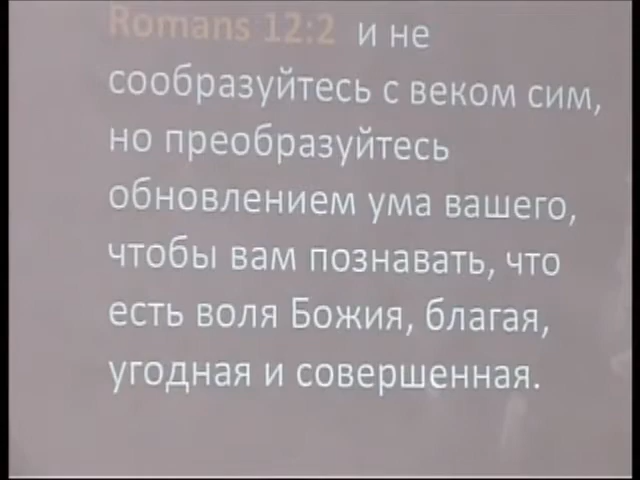 Romans 12:2 и не
сообразуйтесь с веком сим,
но преобразуйтесь
обновлением ума вашего,
чтобы вам познавать, что
есть воля Божия, благая,
угодная и совершенная.